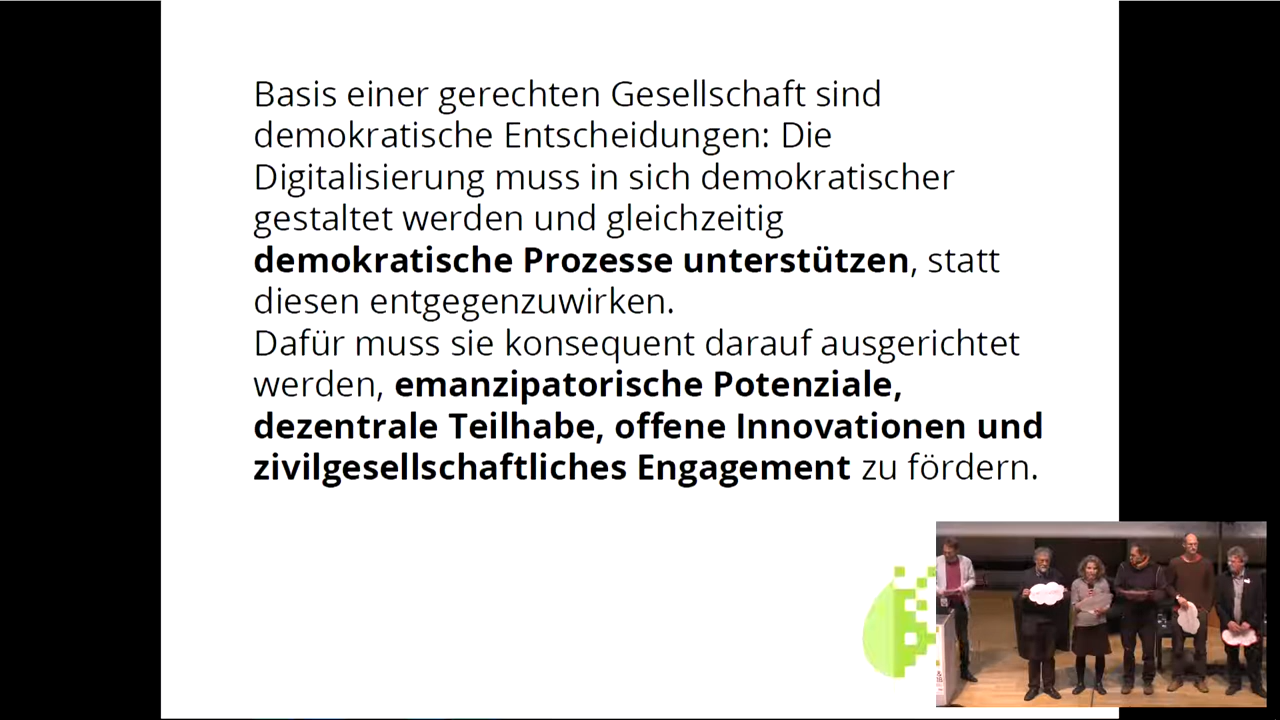 Basis einer gerechten Gesellschaft sind
demokratische Entscheidungen: Die
Digitalisierung muss in sich demokratischer
gestaltet werden und gleichzeitig
demokratische Prozesse unterstützen, statt
diesen entgegenzuwirken.
Dafür muss sie konsequent darauf ausgerichtet
werden, emanzipatorische Potenziale,
dezentrale Teilhabe, offene Innovationen und
zivilgesellschaftliches Engagement zu fördern.